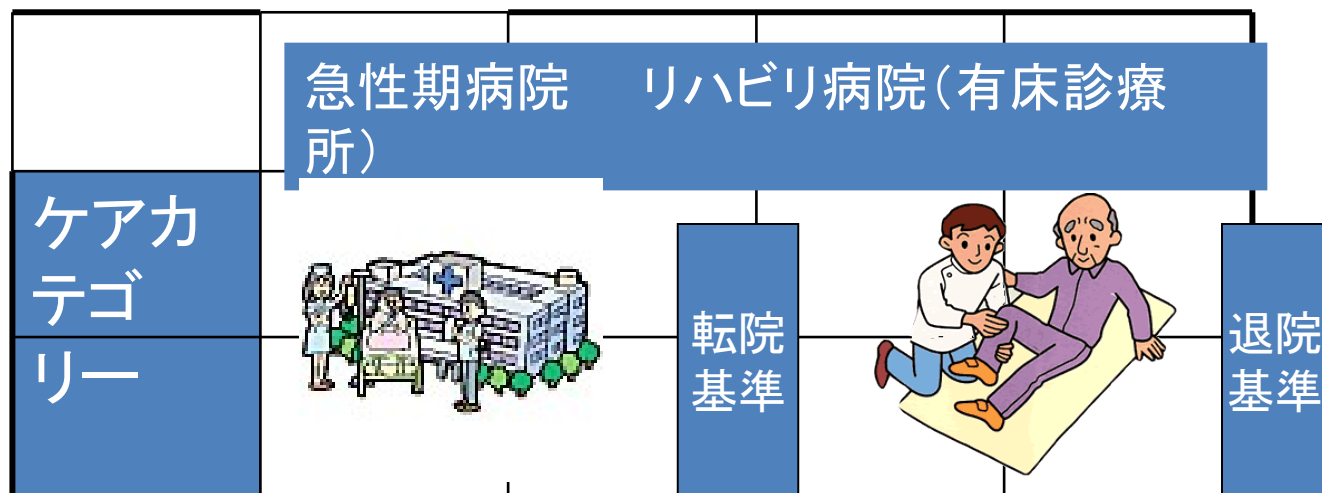 急性期病院　リハビリ病院（有床診療
所）
ケアカ
テゴ
リー
転院
基準
退院
基準